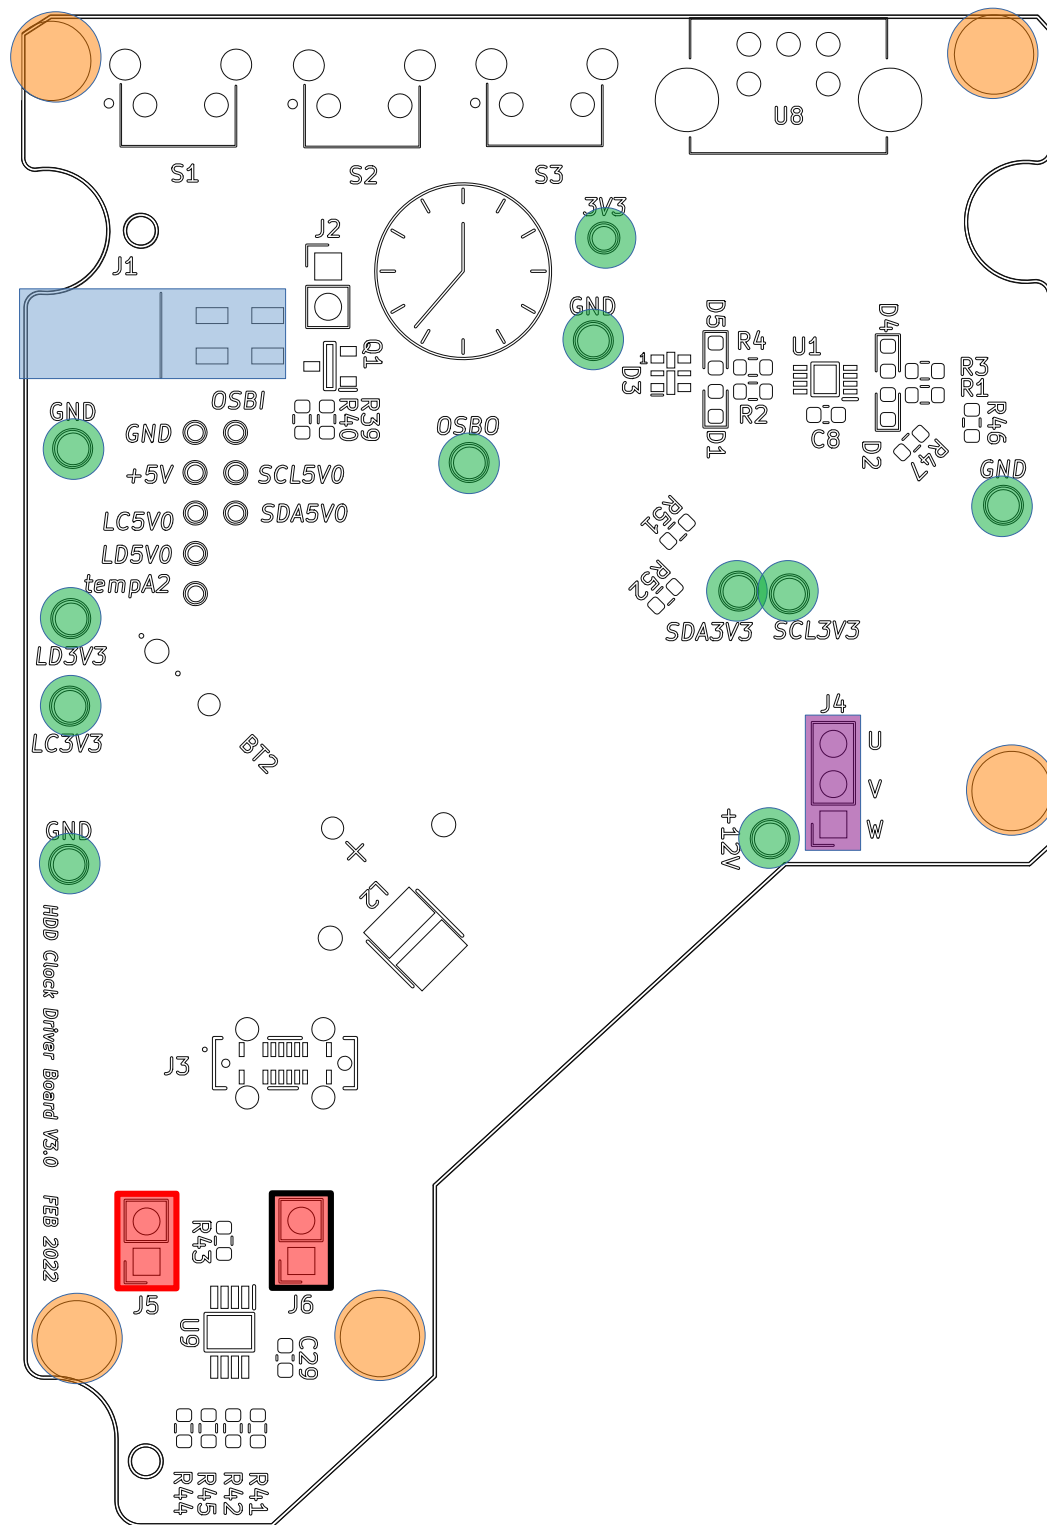 S1
S2
S3
U8
J1
J2
3V3
GND
Q1
D5
R4
U1
D4
1
D3
R3
R1
R2
C8
D1
D2
R46
R47
GND
OSBI
R40
R39
GND
OSBO
GND
+5V
SCL5V0
LC5V0
SDA5V0
LD5V0
tempA2
R51
R52
SDA3V3
SCL3V3
LD3V3
LC3V3
BT2
J4
U
V
W
+12V
GND
+
L2
HDD Clock Driver Board V3.0 FEB 2022
J3
R43
J5
J6
U9
C29
R44
R45
R42
R41